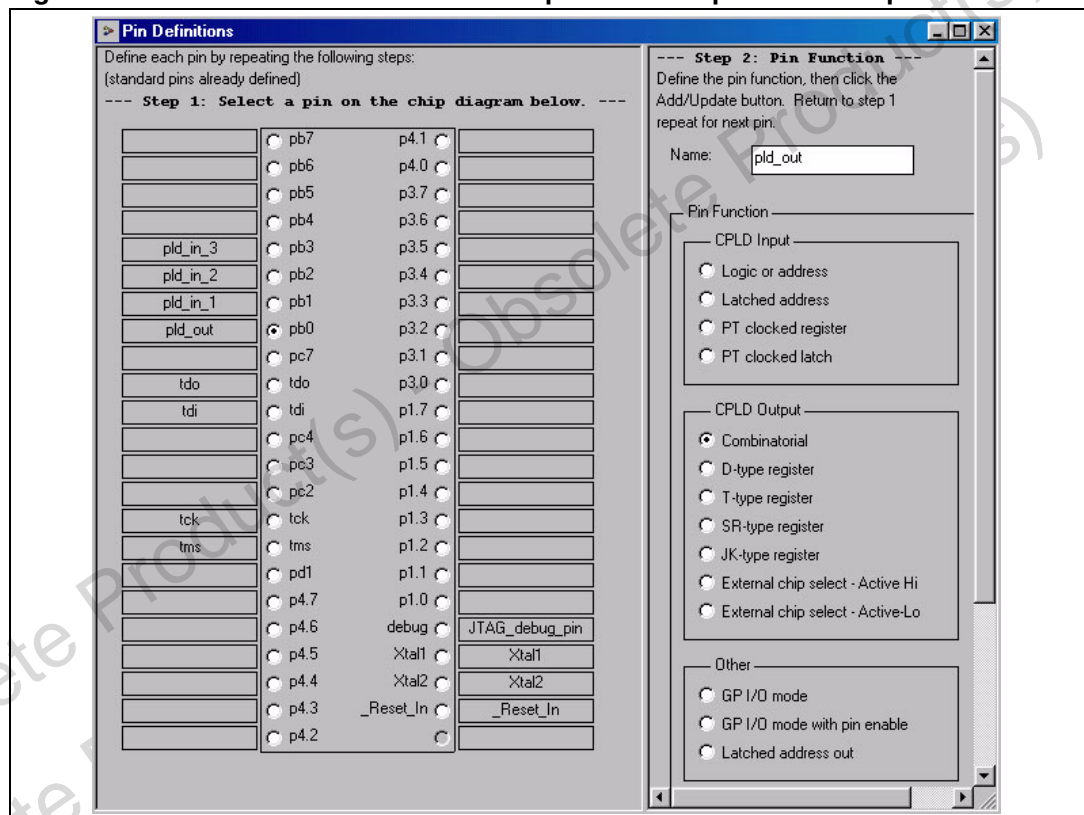 Pin Definitions
Define each pin by repeating the following steps:
(standard pins already defined)
--- Step 1: Select a pin on the chip diagram below. ---
pb7 p4.1
pb6 p4.0
pb5 p3.7
pb4 p3.6
pld_in_3 pb3 p3.5
pld_in_2 pb2 p3.4
pld_in_1 pb1 p3.3
pld_out pb0 p3.2
pc7 p3.1
tdo tdo p3.0
tdi tdi p1.7
pc4 p1.6
pc3 p1.5
pc2 p1.4
tck tck p1.3
tms tms p1.2
pd1 p1.1
p4.7 p1.0
p4.6 debug JTAG_debug_pin
p4.5 Xtal1 Xtal1
p4.4 Xtal2 Xtal2
p4.3 _Reset_In _Reset_In
p4.2
--- Step 2: Pin Function ---
Define the pin function, then click the
Add/Update button. Return to step 1
repeat for next pin.
Name: pld_out
Pin Function
CPLD Input
Logic or address
Latched address
PT clocked register
PT clocked latch
CPLD Output
Combinatorial
D-type register
T-type register
SR-type register
JK-type register
External chip select - Active Hi
External chip select - Active-Lo
Other
GP I/O mode
GP I/O mode with pin enable
Latched address out
Obsolete Product(s)